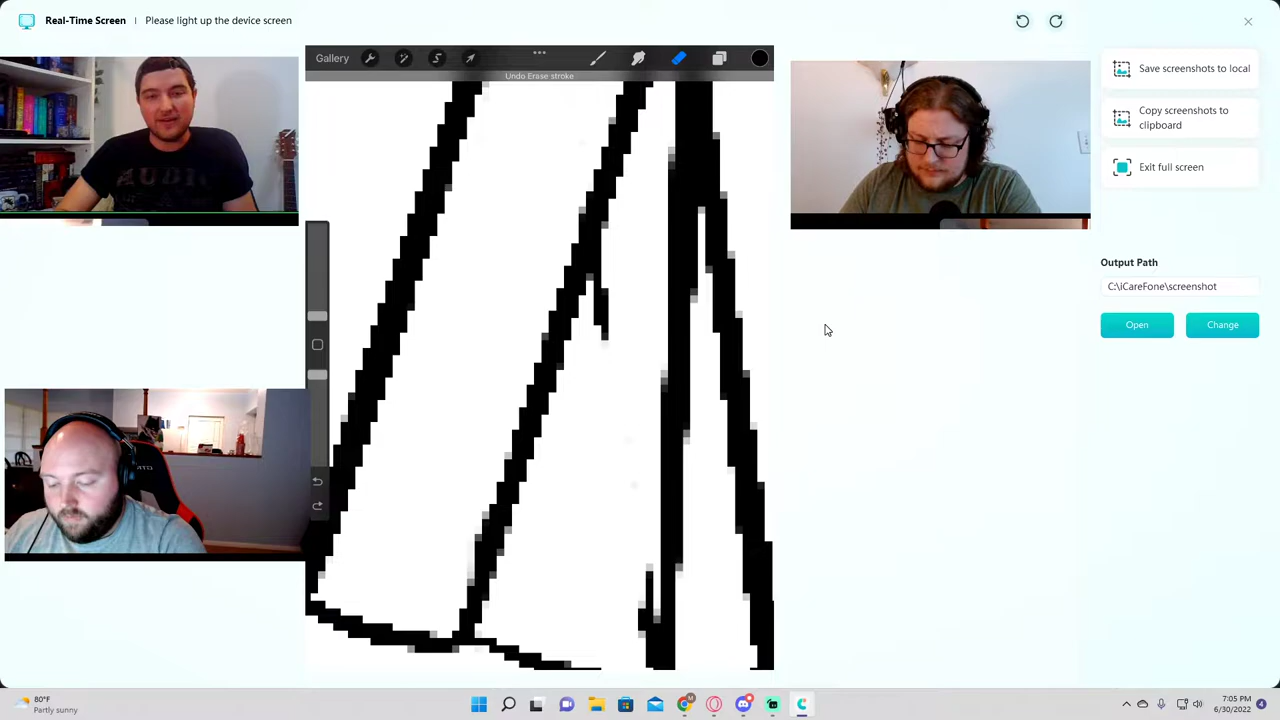 Real-Time Screen
Please light up the device screen
Gallery
Undo Erase stroke
Save screenshots to local
Copy screenshots to
clipboard
Exit full screen
Output Path
C:\iCareFone\screenshot
Open
Change
80°F
Partly sunny
7:05 PM
6/30/2022
4